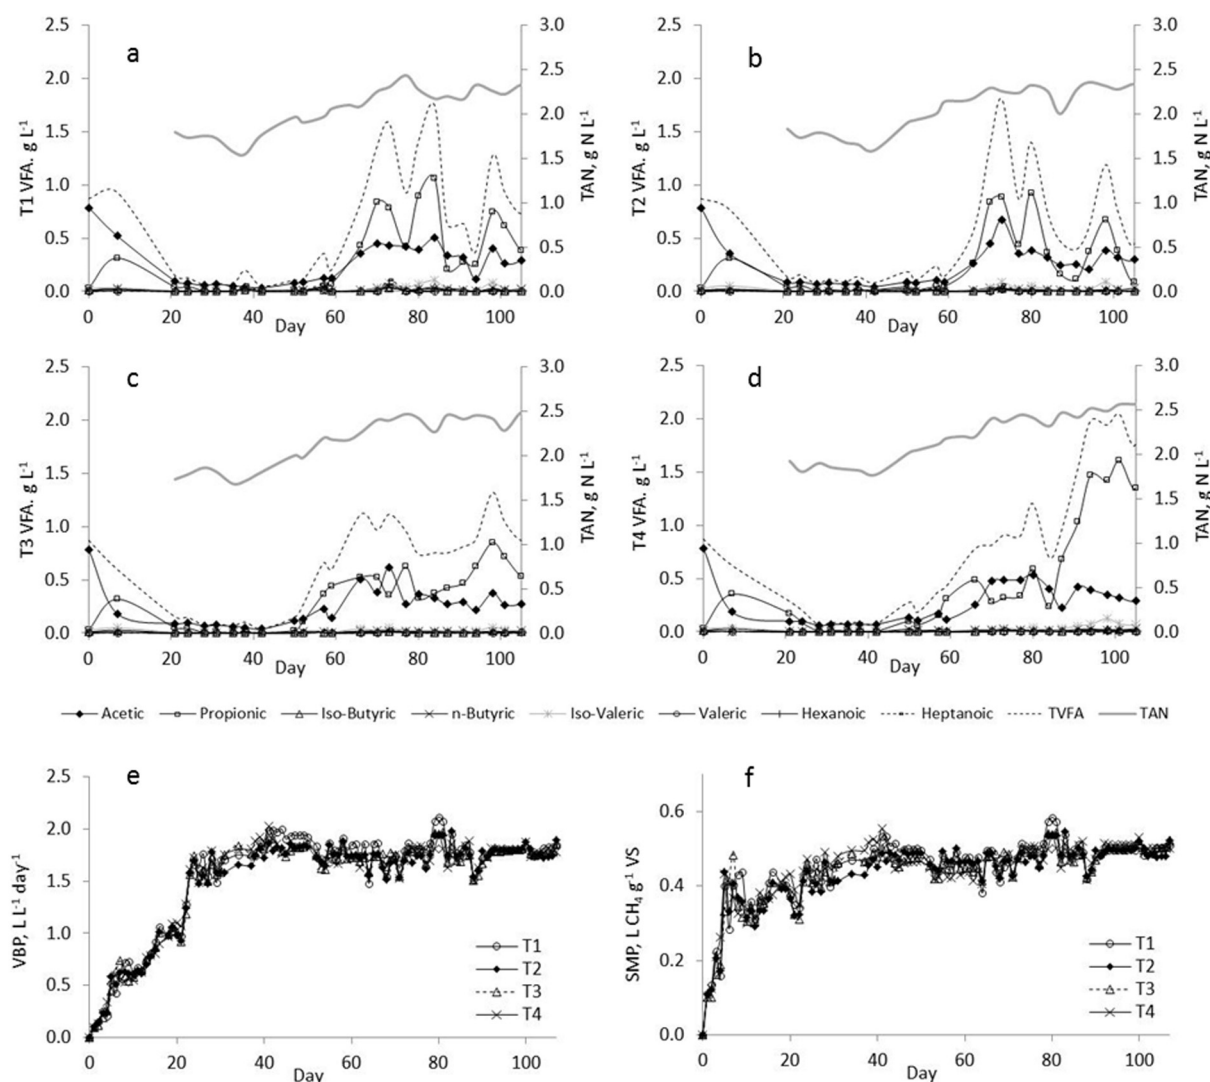 a
2.5
2.0
1.5
1.0
0.5
0.0
T1 VFA. g L-1
3.0
2.5
2.0
1.5
1.0
0.5
0.0
TAN, g N L-1
0 20 40 60 80 100
Day
b
2.5
2.0
1.5
1.0
0.5
0.0
T2 VFA. g L-1
3.0
2.5
2.0
1.5
1.0
0.5
0.0
TAN, g N L-1
0 20 40 60 80 100
Day
c
2.5
2.0
1.5
1.0
0.5
0.0
T3 VFA. g L-1
3.0
2.5
2.0
1.5
1.0
0.5
0.0
TAN, g N L-1
0 20 40 60 80 100
Day
d
2.5
2.0
1.5
1.0
0.5
0.0
T4 VFA. g L-1
3.0
2.5
2.0
1.5
1.0
0.5
0.0
TAN, g N L-1
0 20 40 60 80 100
Day
Acetic Propionic Iso-Butyric n-Butyric Iso-Valeric Valeric Hexanoic Heptanoic TVFA TAN
e
2.5
2.0
1.5
1.0
0.5
0.0
VBP, L L-1 day-1
T1
T2
T3
T4
0 20 40 60 80 100
Day
f
0.6
0.4
0.2
0.0
SMP, L CH4 g-1 VS
T1
T2
T3
T4
0 20 40 60 80 100
Day